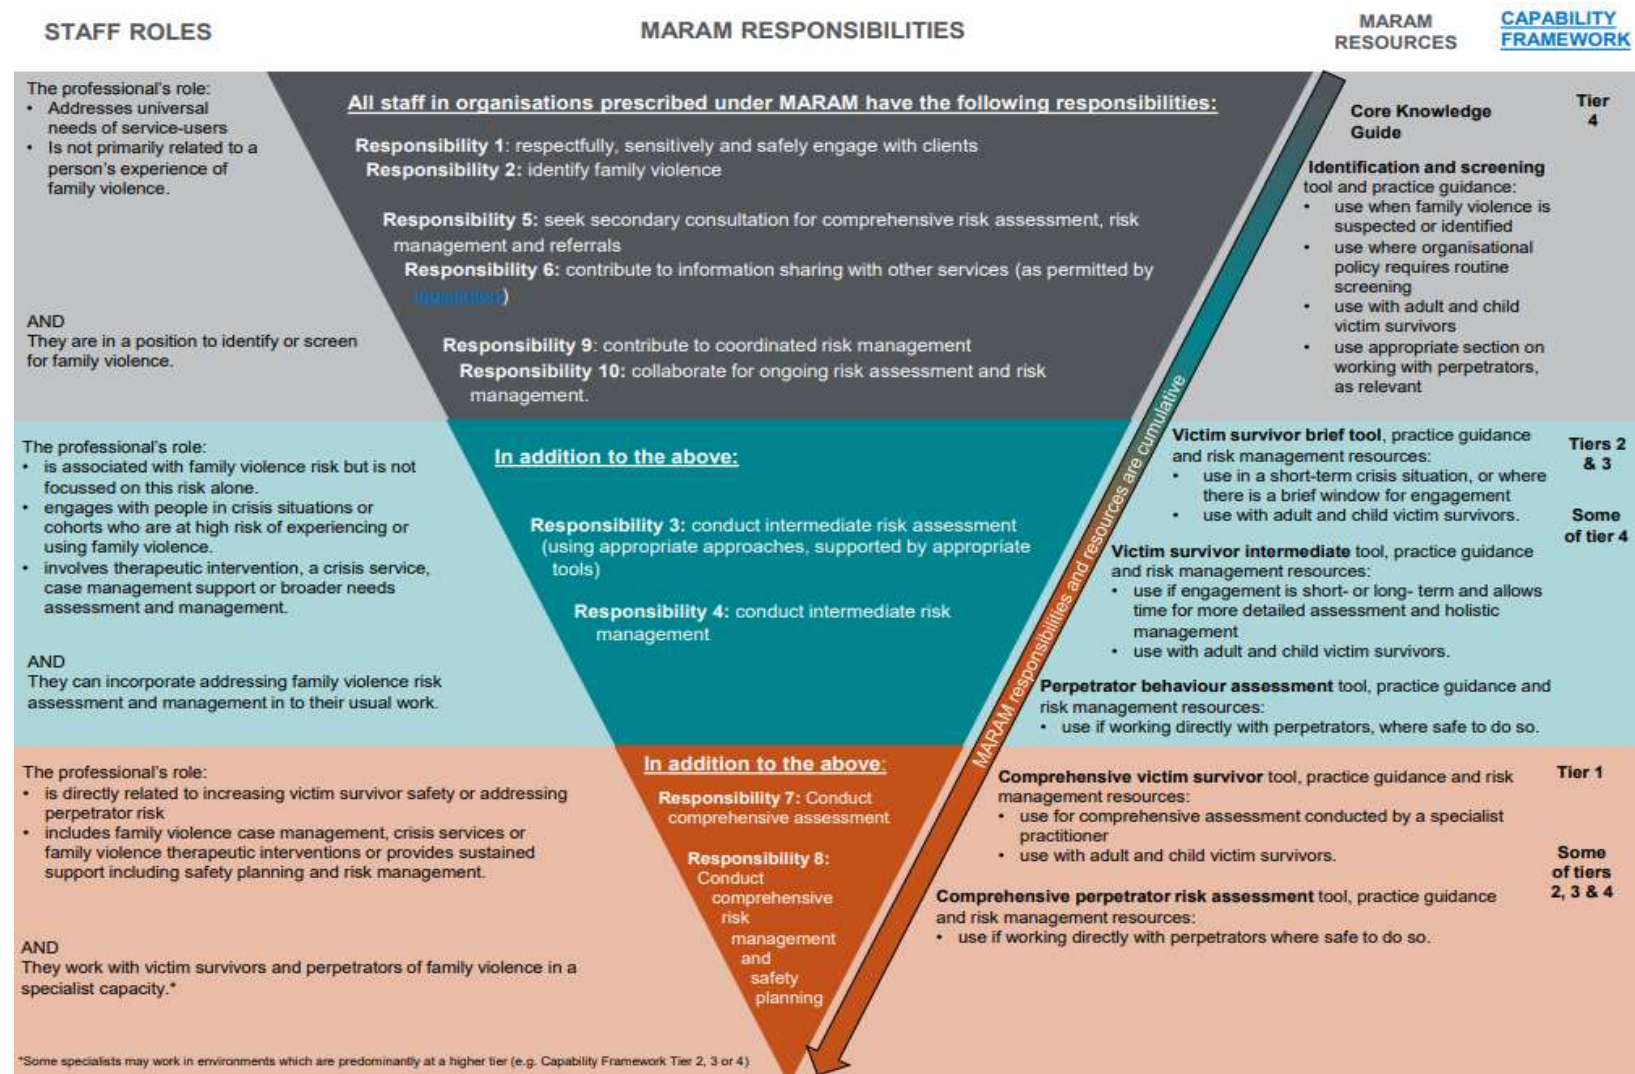 STAFF ROLES
MARAM RESPONSIBILITIES
MARAM
RESOURCES
CAPABILITY
FRAMEWORK
The professional's role:
• Addresses universal
needs of service-users
• Is not primarily related to a
person's experience of
family violence.
AND
They are in a position to identify or screen
for family violence.
All staff in organisations prescribed under MARAM have the following responsibilities:
Responsibility 1: respectfully, sensitively and safely engage with clients
Responsibility 2: identify family violence
Responsibility 5: seek secondary consultation for comprehensive risk assessment, risk
management and referrals
Responsibility 6: contribute to information sharing with other services (as permitted by
)
Responsibility 9: contribute to coordinated risk management
Responsibility 10: collaborate for ongoing risk assessment and risk
management.
Core Knowledge
Guide
Identification and screening
tool and practice guidance:
• use when family violence is
suspected or identified
• use where organisational
policy requires routine
screening
• use with adult and child
victim survivors
• use appropriate section on
working with perpetrators,
as relevant
Tier
4
MARAM responsibilities and resources are cumulative
The professional's role:
• is associated with family violence risk but is not
focussed on this risk alone.
• engages with people in crisis situations or
cohorts who are at high risk of experiencing or
using family violence.
• involves therapeutic intervention, a crisis service,
case management support or broader needs
assessment and management.
AND
They can incorporate addressing family violence risk
assessment and management in to their usual work.
In addition to the above:
Responsibility 3: conduct intermediate risk assessment
(using appropriate approaches, supported by appropriate
tools)
Responsibility 4: conduct intermediate risk
management
Victim survivor brief tool, practice guidance
and risk management resources:
• use in a short-term crisis situation, or where
there is a brief window for engagement
• use with adult and child victim survivors.
Victim survivor intermediate tool, practice guidance
and risk management resources:
• use if engagement is short- or long- term and allows
time for more detailed assessment and holistic
management
• use with adult and child victim survivors.
Perpetrator behaviour assessment tool, practice guidance and
risk management resources:
• use if working directly with perpetrators, where safe to do so.
Tiers 2
& 3
Some
of tier 4
The professional's role:
• is directly related to increasing victim survivor safety or addressing
perpetrator risk
• includes family violence case management, crisis services or
family violence therapeutic interventions or provides sustained
support including safety planning and risk management.
AND
They work with victim survivors and perpetrators of family violence in a
specialist capacity.*
In addition to the above:
Responsibility 7: Conduct
comprehensive assessment
Responsibility 8:
Conduct
comprehensive
risk
management
and
safety
planning
Comprehensive victim survivor tool, practice guidance and risk
management resources:
• use for comprehensive assessment conducted by a specialist
practitioner
• use with adult and child victim survivors.
Comprehensive perpetrator risk assessment tool, practice guidance
and risk management resources:
• use if working directly with perpetrators where safe to do so.
Tier 1
Some
of tiers
2, 3 & 4
*Some specialists may work in environments which are predominantly at a higher tier (e.g. Capability Framework Tier 2, 3 or 4)